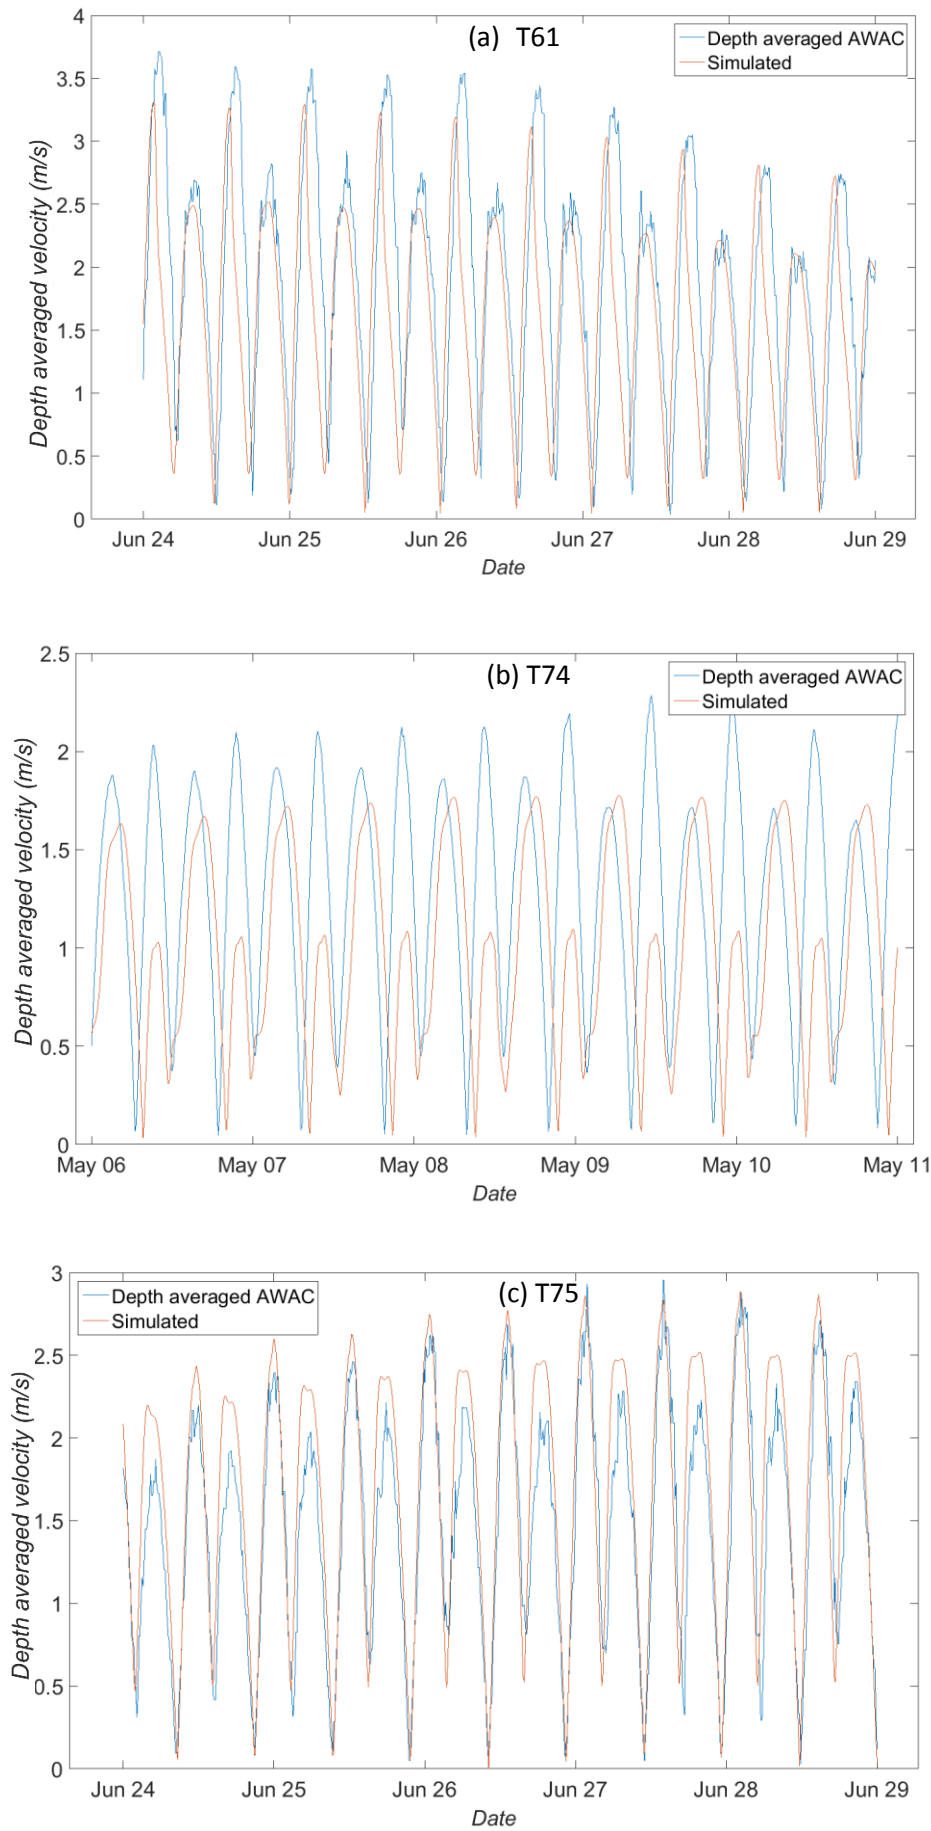 (a) T61
Depth averaged AWAC
Simulated
4
3.5
3
2.5
2
1.5
1
0.5
0
Depth averaged velocity (m/s)
Jun 24
Jun 25
Jun 26
Jun 27
Jun 28
Jun 29
Date
(b) T74
Depth averaged AWAC
Simulated
2.5
2
1.5
1
0.5
0
Depth averaged velocity (m/s)
May 06
May 07
May 08
May 09
May 10
May 11
Date
(c) T75
Depth averaged AWAC
Simulated
3
2.5
2
1.5
1
0.5
0
Depth averaged velocity (m/s)
Jun 24
Jun 25
Jun 26
Jun 27
Jun 28
Jun 29
Date